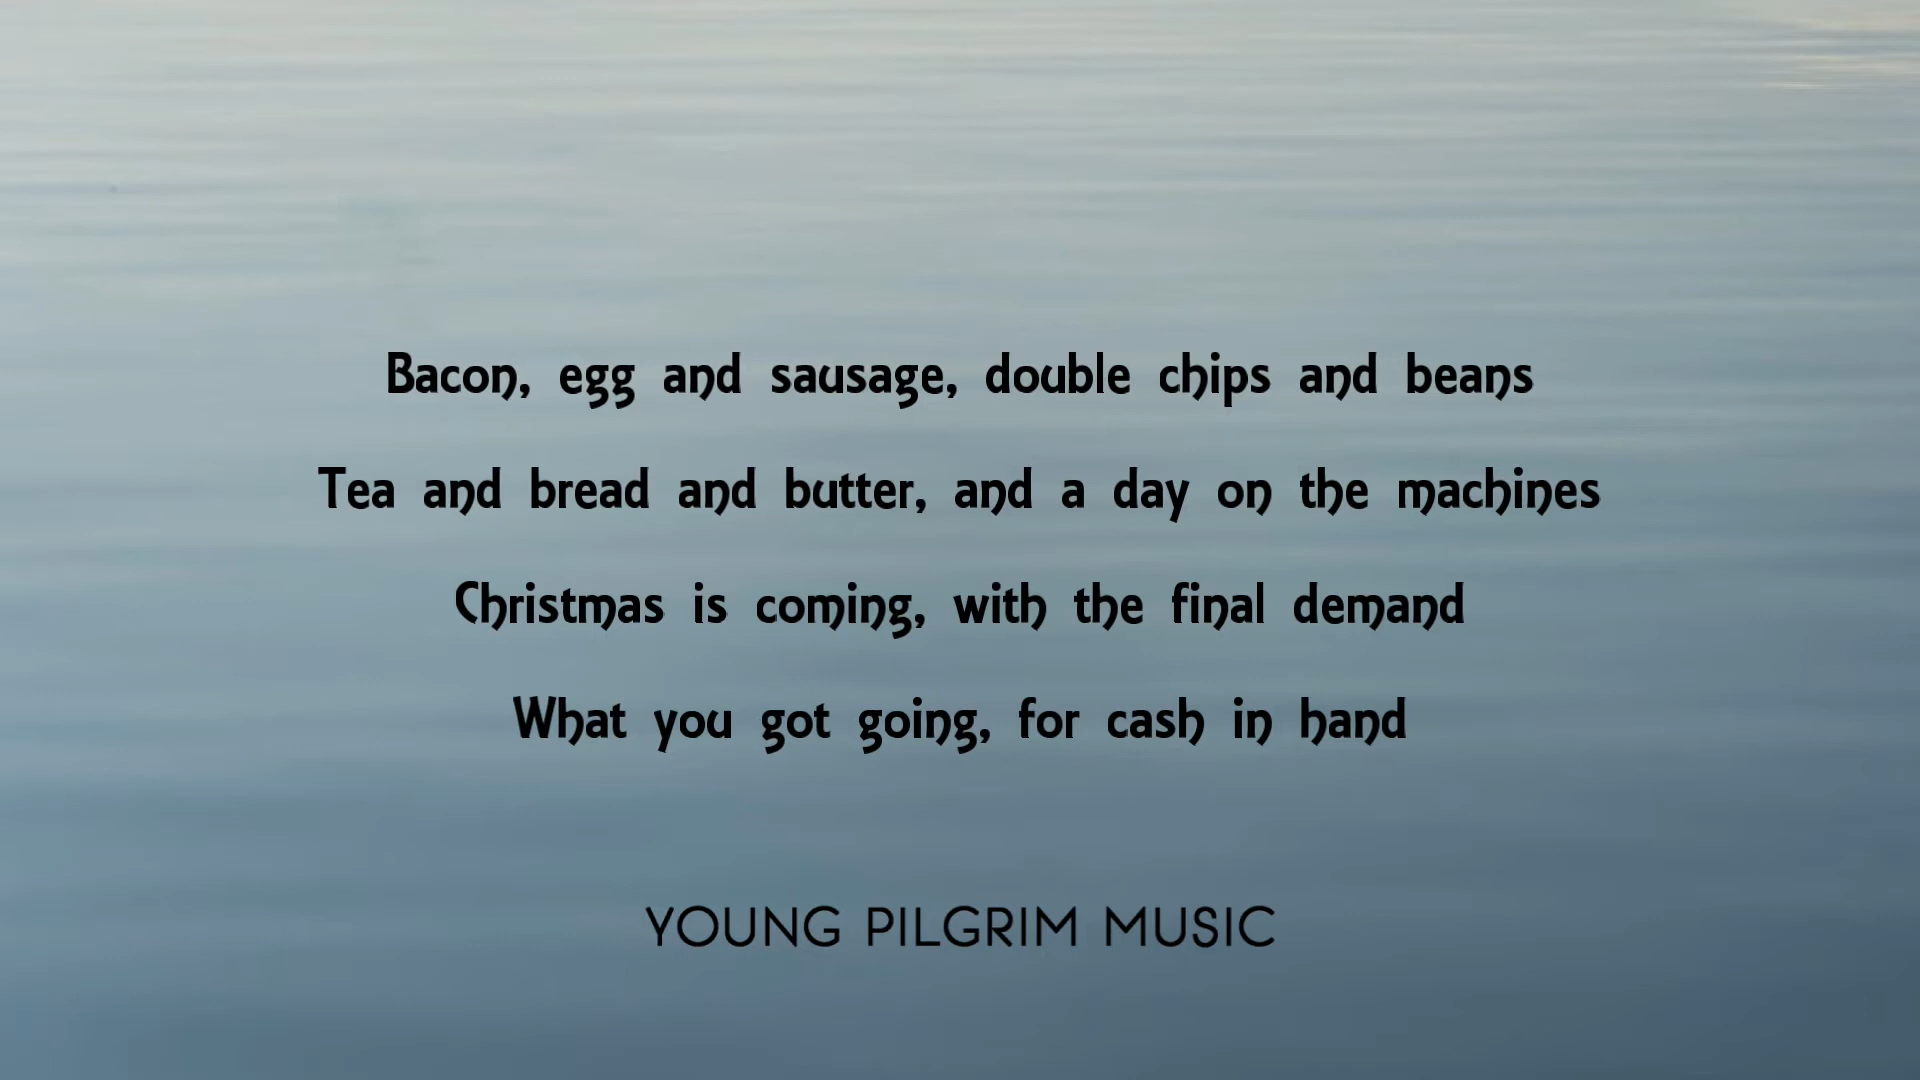 Bacon, egg and sausage, double chips and beans
Tea and bread and butter, and a day on the machines
Christmas is coming, with the final demand
What you got going, for cash in hand
YOUNG PILGRIM MUSIC